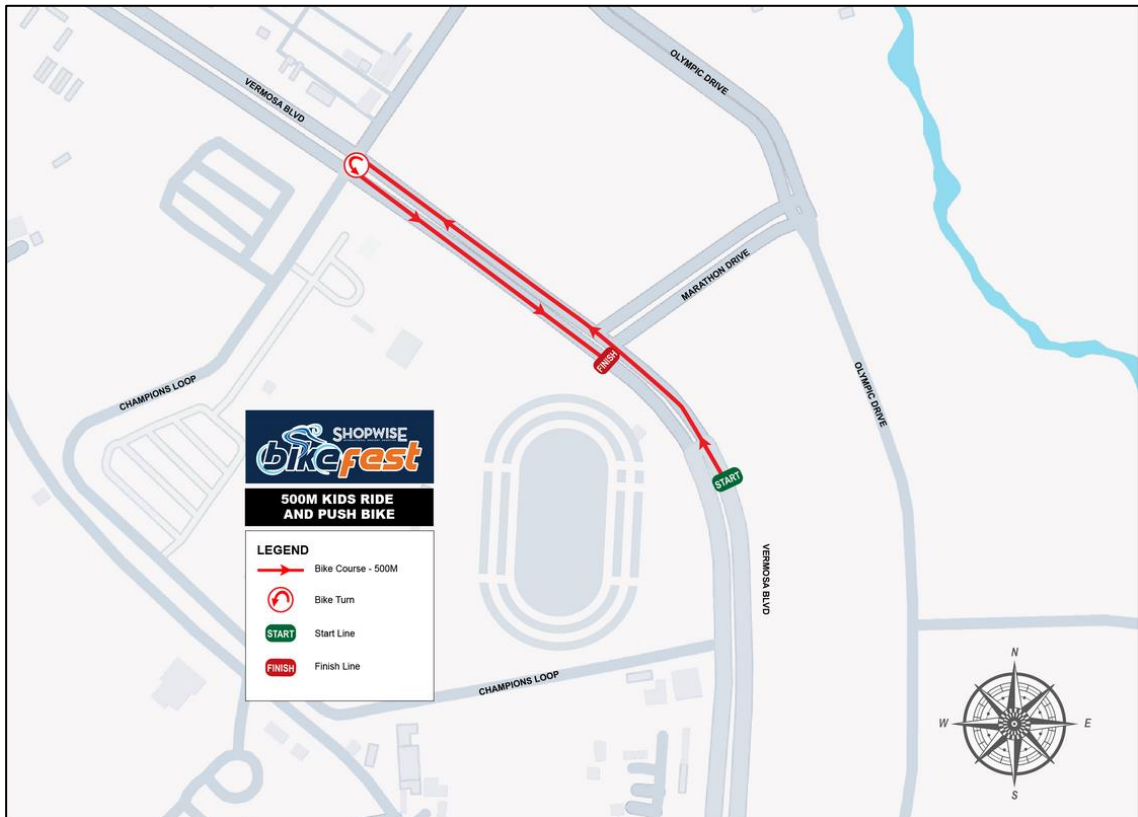 OLYMPIC DRIVE
VERMOSA BLVD
MARATHON DRIVE
FINISH
CHAMPIONS LOOP
OLYMPIC DRIVE
START
SHOPWISE
bikefest
500M KIDS RIDE
AND PUSH BIKE
LEGEND
Bike Course - 500M
Bike Turn
START
Start Line
FINISH
Finish Line
VERMOSA BLVD
CHAMPIONS LOOP
N
W
E
S